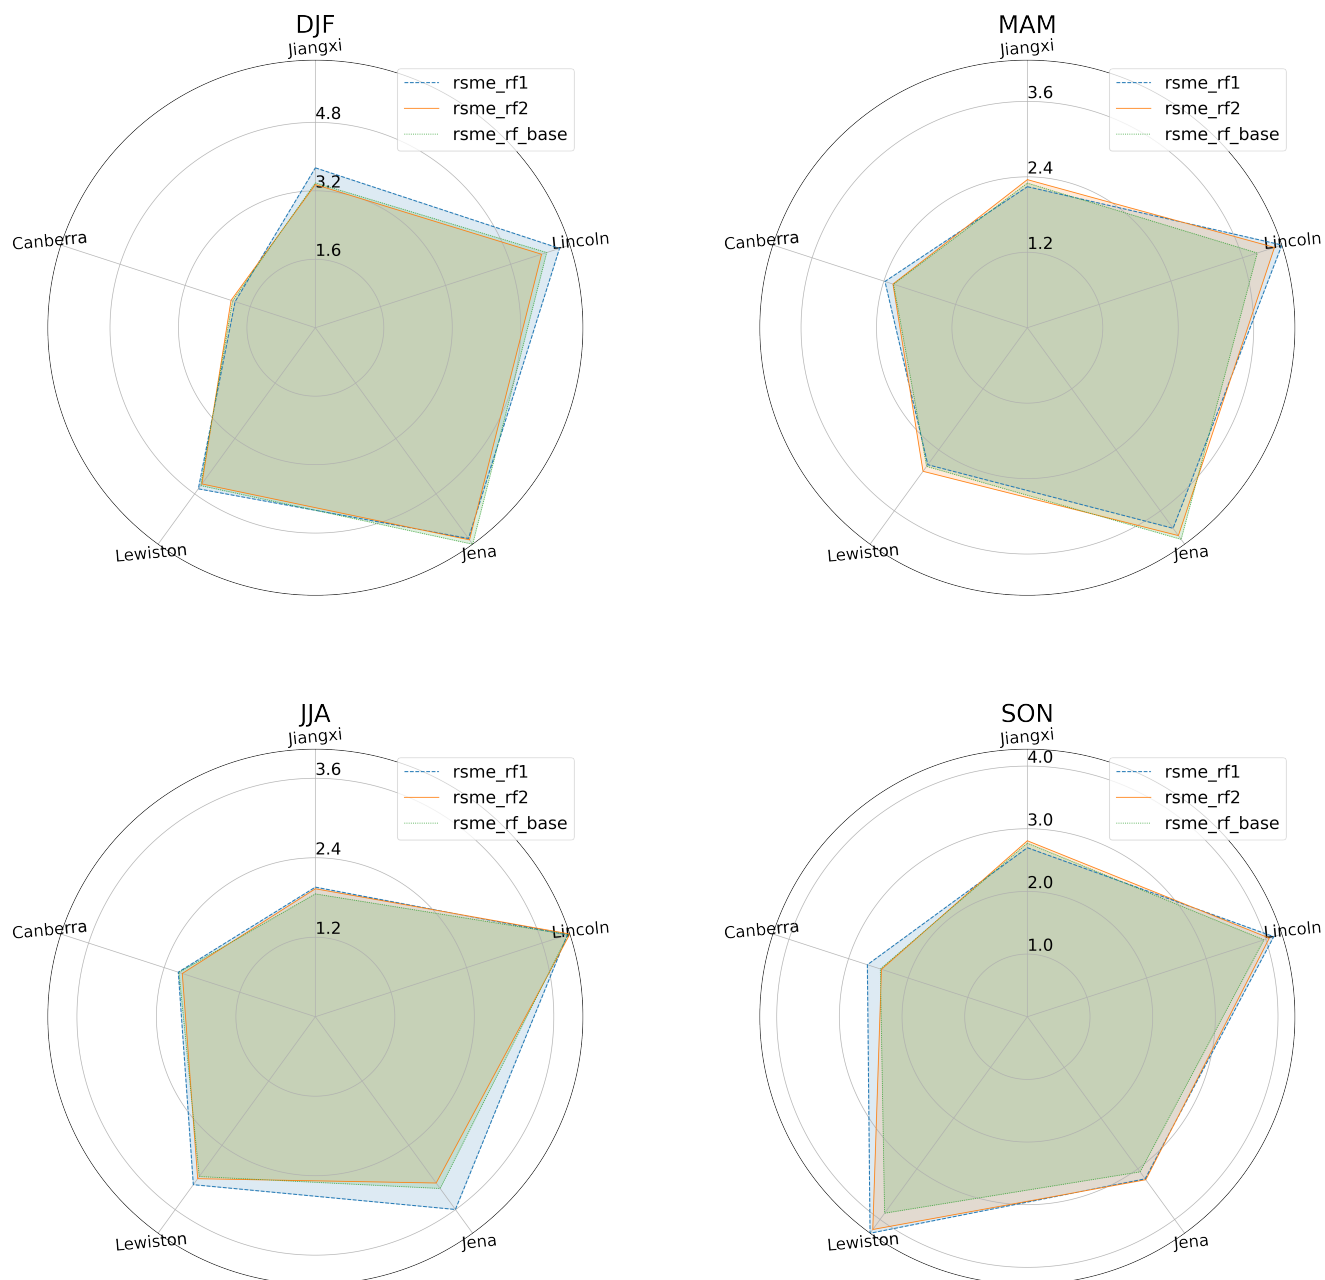 DJF
Jiangxi
rsme_rf1
rsme_rf2
rsme_rf_base
4.8
3.2
1.6
Canberra
Lincoln
Lewiston
Jena
MAM
Jiangxi
rsme_rf1
rsme_rf2
rsme_rf_base
3.6
2.4
1.2
Canberra
Lincoln
Lewiston
Jena
JJA
Jiangxi
rsme_rf1
rsme_rf2
rsme_rf_base
3.6
2.4
1.2
Canberra
Lincoln
Lewiston
Jena
SON
Jiangxi
rsme_rf1
rsme_rf2
rsme_rf_base
4.0
3.0
2.0
1.0
Canberra
Lincoln
Lewiston
Jena